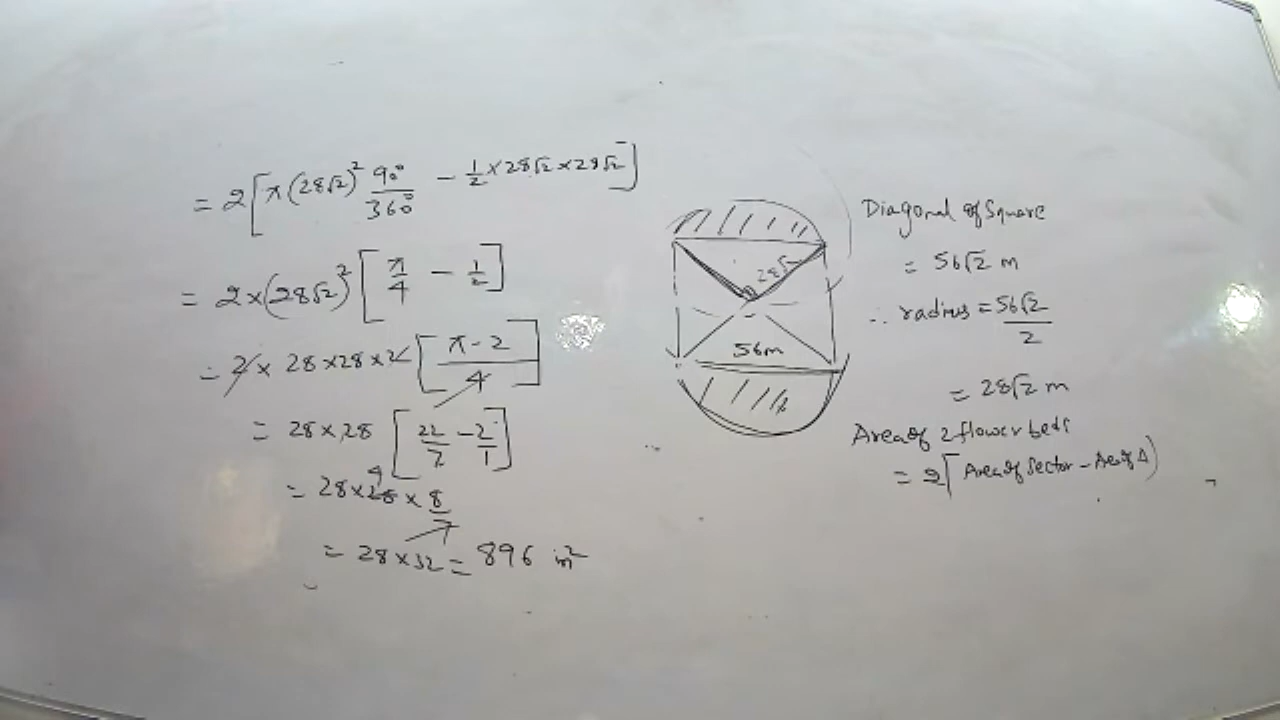 = 2[π(28√2)² 90°/360° − 1/2 × 28√2 × 28√2]
= 2×(28√2)² [π/4 − 1/2]
= 2 × 28×28×2 [π-2/4]
= 28×28 [22/7 − 2/1]
= 28×28 4 × 8/7
= 28×32 = 896 m²
28√2
56m
Diagonal of Square
= 56√2 m
∴ radius = 56√2/2
= 28√2 m
Area of 2 flower beds
= 2[Area of Sector − Ar of Δ)